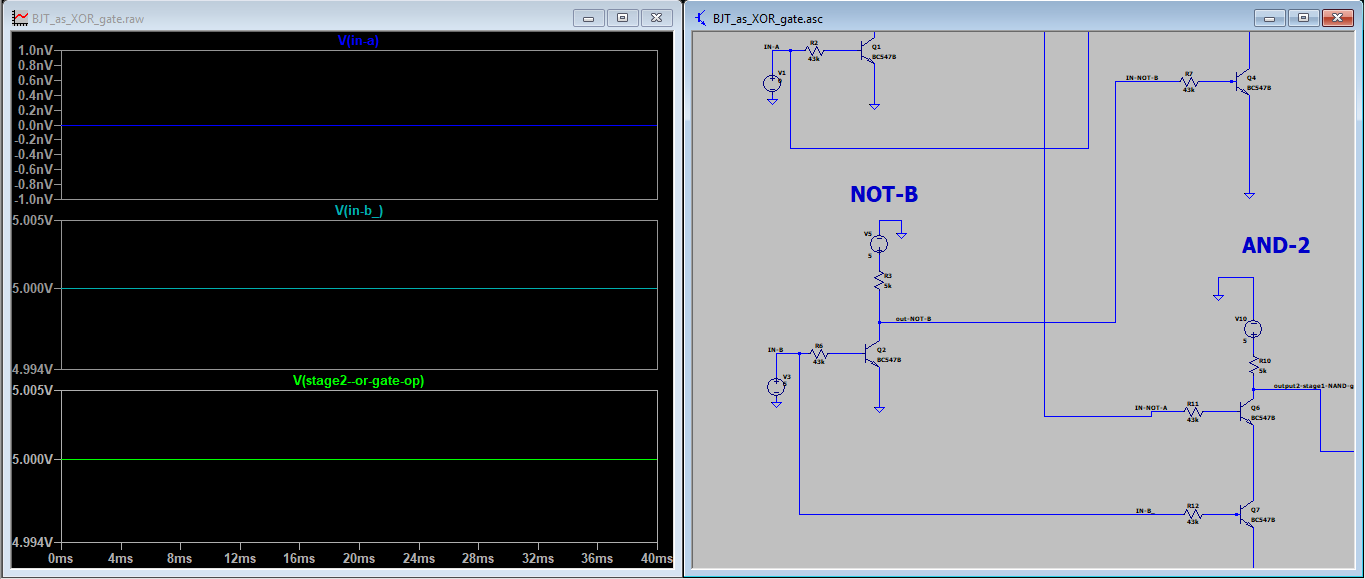 BJT_as_XOR_gate.raw
V(in-a)
1.0nV
0.8nV
0.6nV
0.4nV
0.2nV
0.0nV
-0.2nV
-0.4nV
-0.6nV
-0.8nV
-1.0nV
V(in-b_)
5.005V
5.000V
4.994V
V(stage2--or-gate-op)
5.005V
5.000V
4.994V
0ms 4ms 8ms 12ms 16ms 20ms 24ms 28ms 32ms 36ms 40ms
BJT_as_XOR_gate.asc
IN-A
R2
43k
Q1
BC547B
V1
IN-NOT-B
R7
43k
Q4
BC547B
NOT-B
V5
5
R3
5k
out-NOT-B
IN-B
R6
43k
Q2
BC547B
V3
5
AND-2
V10
5
R10
5k
output2-stage1-NAND-g
IN-NOT-A
R11
43k
Q6
BC547B
IN-B_
R12
43k
Q7
BC547B